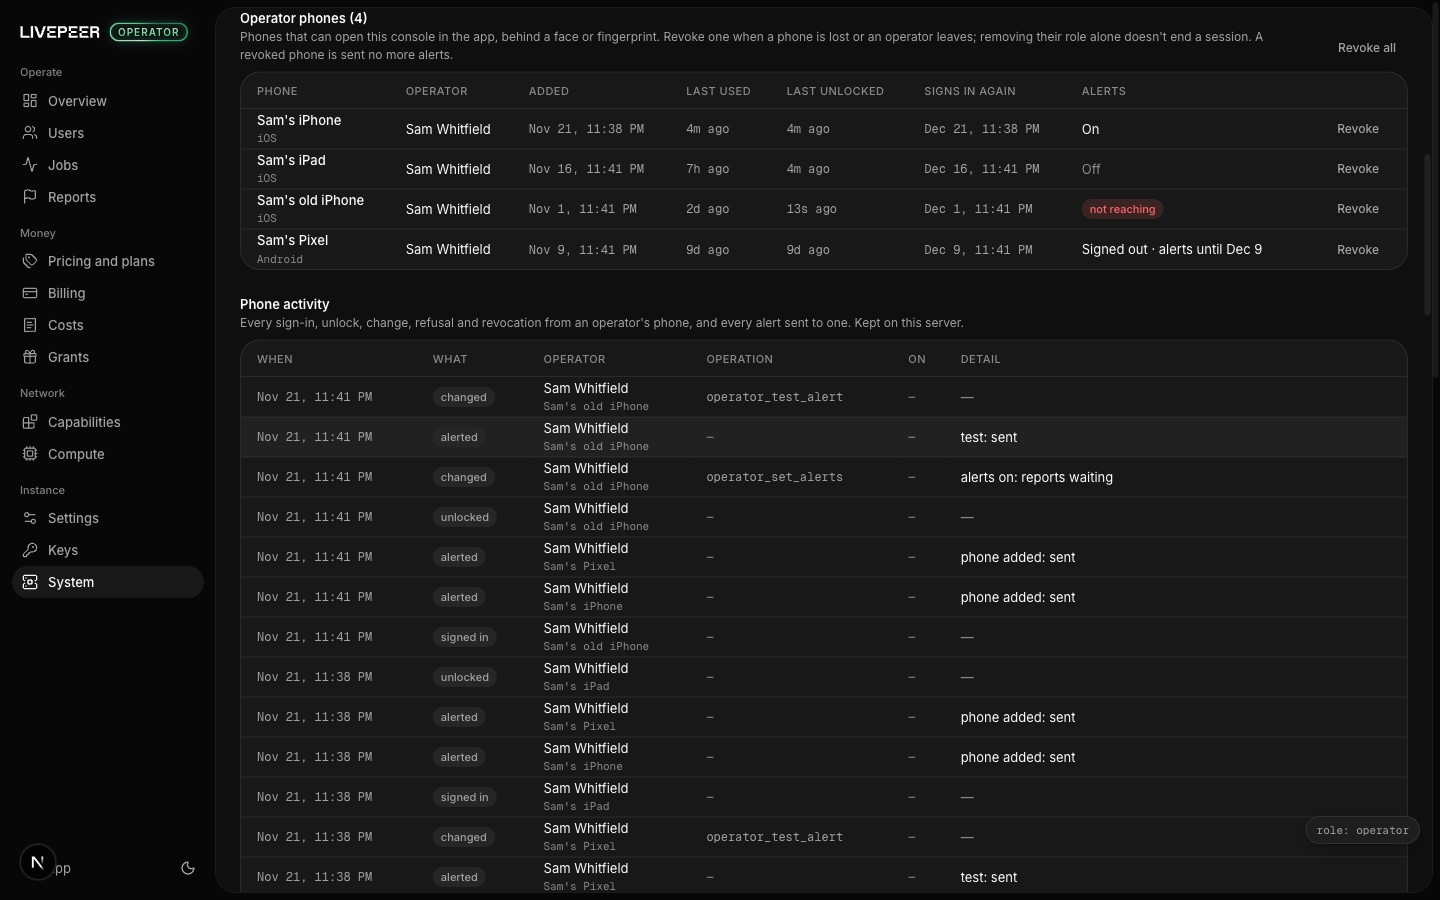 LIVEPEER OPERATOR
Operate
Overview
Users
Jobs
Reports
Money
Pricing and plans
Billing
Costs
Grants
Network
Capabilities
Compute
Instance
Settings
Keys
System
N
pp
Operator phones (4)
Phones that can open this console in the app, behind a face or fingerprint. Revoke one when a phone is lost or an operator leaves; removing their role alone doesn't end a session. A
revoked phone is sent no more alerts.
Revoke all
PHONE OPERATOR ADDED LAST USED LAST UNLOCKED SIGNS IN AGAIN ALERTS
Sam's iPhone
iOS
Sam Whitfield Nov 21, 11:38 PM 4m ago 4m ago Dec 21, 11:38 PM On Revoke
Sam's iPad
iOS
Sam Whitfield Nov 16, 11:41 PM 7h ago 4m ago Dec 16, 11:41 PM Off Revoke
Sam's old iPhone
iOS
Sam Whitfield Nov 1, 11:41 PM 2d ago 13s ago Dec 1, 11:41 PM not reaching Revoke
Sam's Pixel
Android
Sam Whitfield Nov 9, 11:41 PM 9d ago 9d ago Dec 9, 11:41 PM Signed out · alerts until Dec 9 Revoke
Phone activity
Every sign-in, unlock, change, refusal and revocation from an operator's phone, and every alert sent to one. Kept on this server.
WHEN WHAT OPERATOR OPERATION ON DETAIL
Nov 21, 11:41 PM changed Sam Whitfield operator_test_alert – —
Sam's old iPhone
Nov 21, 11:41 PM alerted Sam Whitfield – – test: sent
Sam's old iPhone
Nov 21, 11:41 PM changed Sam Whitfield operator_set_alerts – alerts on: reports waiting
Sam's old iPhone
Nov 21, 11:41 PM unlocked Sam Whitfield – – —
Sam's old iPhone
Nov 21, 11:41 PM alerted Sam Whitfield – – phone added: sent
Sam's Pixel
Nov 21, 11:41 PM alerted Sam Whitfield – – phone added: sent
Sam's iPhone
Nov 21, 11:41 PM signed in Sam Whitfield – – —
Sam's old iPhone
Nov 21, 11:38 PM unlocked Sam Whitfield – – —
Sam's iPad
Nov 21, 11:38 PM alerted Sam Whitfield – – phone added: sent
Sam's Pixel
Nov 21, 11:38 PM alerted Sam Whitfield – – phone added: sent
Sam's iPhone
Nov 21, 11:38 PM signed in Sam Whitfield – – —
Sam's iPad
Nov 21, 11:38 PM changed Sam Whitfield operator_test_alert – —
Sam's Pixel
Nov 21, 11:38 PM alerted Sam Whitfield – – test: sent
Sam's Pixel
role: operator